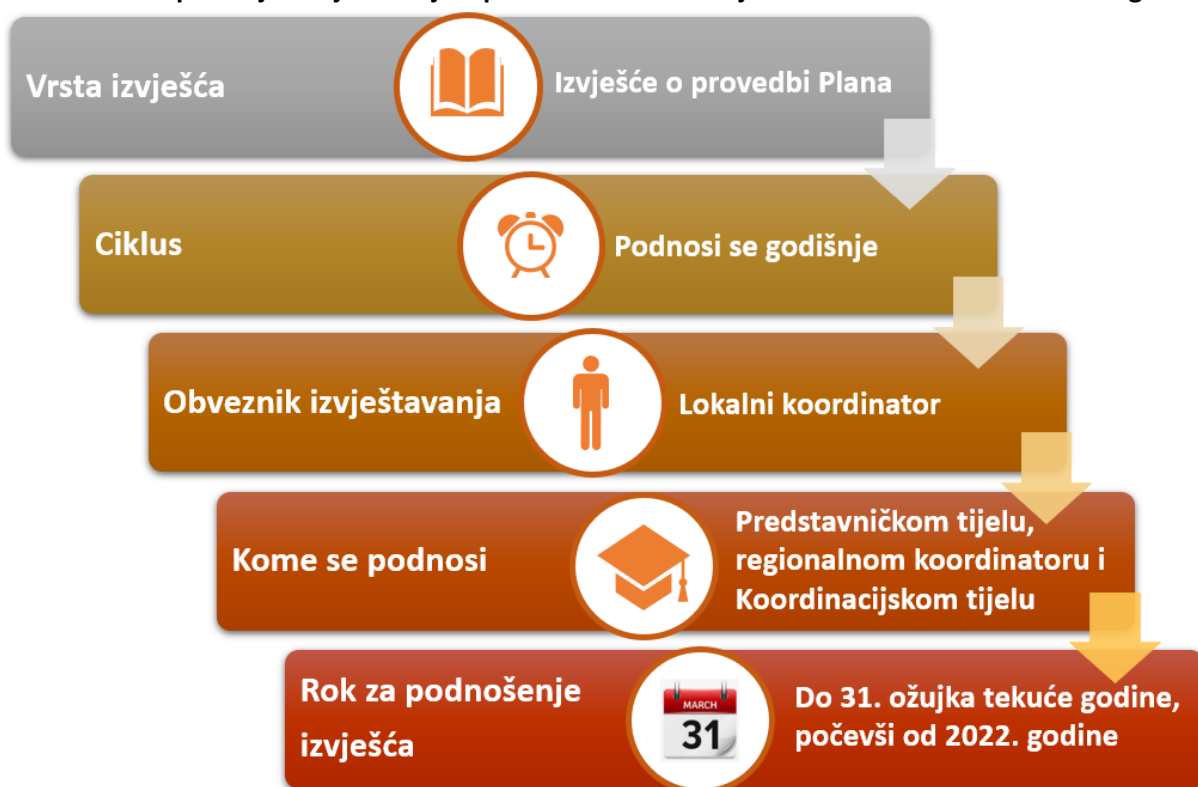 Vrsta izvješća
Izvješće o provedbi Plana
Ciklus
Podnosi se godišnje
Obveznik izvještavanja
Lokalni koordinator
Kome se podnosi
Predstavničkom tijelu,
regionalnom koordinatoru i
Koordinacijskom tijelu
Rok za podnošenje
izvješća
MARCH
31
Do 31. ožujka tekuće godine,
počevši od 2022. godine